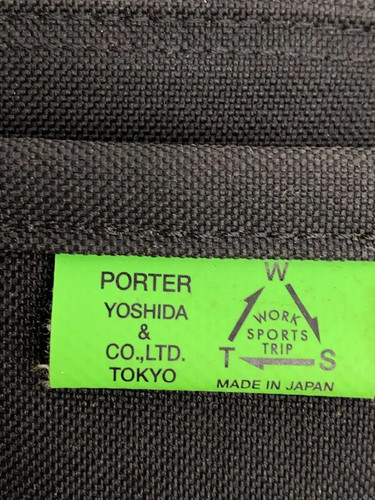 PORTER
YOSHIDA
&
CO.,LTD.
TOKYO
W
WORK
SPORTS
TRIP
T S
MADE IN JAPAN